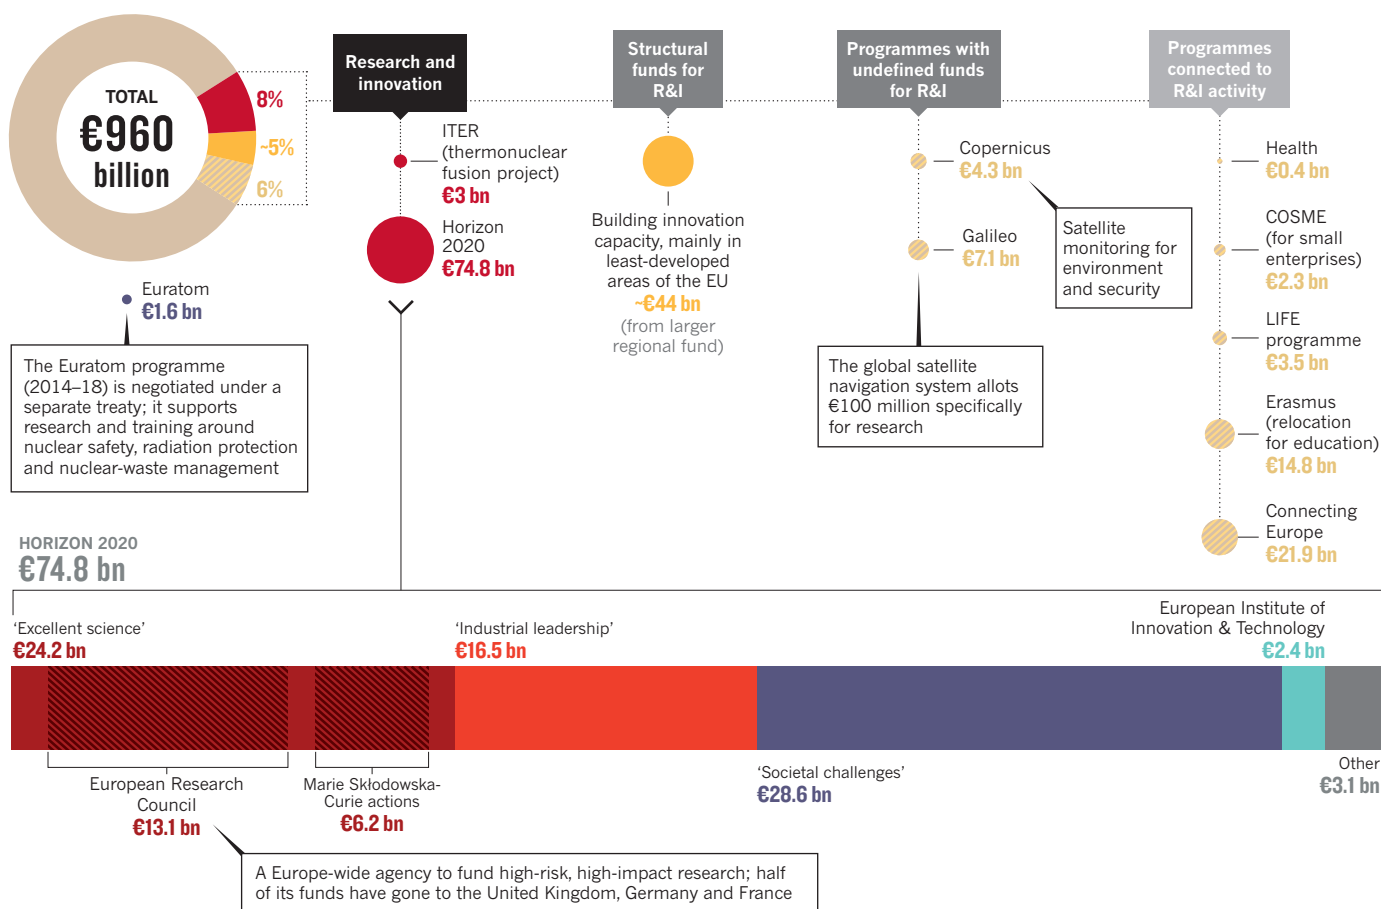 TOTAL
€960
billion
8%
~5%
6%
Euratom
€1.6 bn
The Euratom programme
(2014–18) is negotiated under a
separate treaty; it supports
research and training around
nuclear safety, radiation protection
and nuclear-waste management
Research and
innovation
ITER
(thermonuclear
fusion project)
€3 bn
Horizon
2020
€74.8 bn
Structural
funds for
R&I
Building innovation
capacity, mainly in
least-developed
areas of the EU
~€44 bn
(from larger
regional fund)
Programmes with
undefined funds
for R&I
Copernicus
€4.3 bn
Satellite
monitoring for
environment
and security
Galileo
€7.1 bn
The global satellite
navigation system allots
€100 million specifically
for research
Programmes
connected to
R&I activity
Health
€0.4 bn
COSME
(for small
enterprises)
€2.3 bn
LIFE
programme
€3.5 bn
Erasmus
(relocation
for education)
€14.8 bn
Connecting
Europe
€21.9 bn
HORIZON 2020
€74.8 bn
‘Excellent science’
€24.2 bn
‘Industrial leadership’
€16.5 bn
European Institute of
Innovation & Technology
€2.4 bn
European Research
Council
€13.1 bn
Marie Skłodowska-
Curie actions
€6.2 bn
‘Societal challenges’
€28.6 bn
Other
€3.1 bn
A Europe-wide agency to fund high-risk, high-impact research; half
of its funds have gone to the United Kingdom, Germany and France